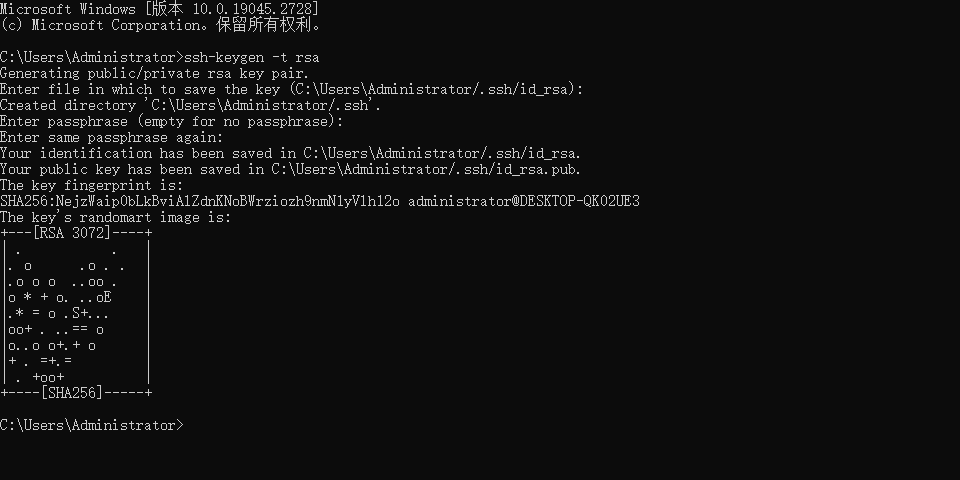 Microsoft Windows [版本 10.0.19045.2728]
(c) Microsoft Corporation。保留所有权利。
C:\Users\Administrator>ssh-keygen -t rsa
Generating public/private rsa key pair.
Enter file in which to save the key (C:\Users\Administrator/.ssh/id_rsa):
Created directory 'C:\Users\Administrator/.ssh'.
Enter passphrase (empty for no passphrase):
Enter same passphrase again:
Your identification has been saved in C:\Users\Administrator/.ssh/id_rsa.
Your public key has been saved in C:\Users\Administrator/.ssh/id_rsa.pub.
The key fingerprint is:
SHA256:NejzWaip0bLkBviA1ZdnKNoBWrziozh9nmN1yV1h12o administrator@DESKTOP-QK02UE3
The key's randomart image is:
+---[RSA 3072]----+
| .           .   |
|. o      .o . .  |
|.o o o  ..oo .   |
|o * + o. ..oE    |
|.* = o .S+...    |
|oo+ . ..== o     |
|o..o o+.+ o      |
|+ .  =+.=        |
| .  +oo+         |
+----[SHA256]-----+
C:\Users\Administrator>